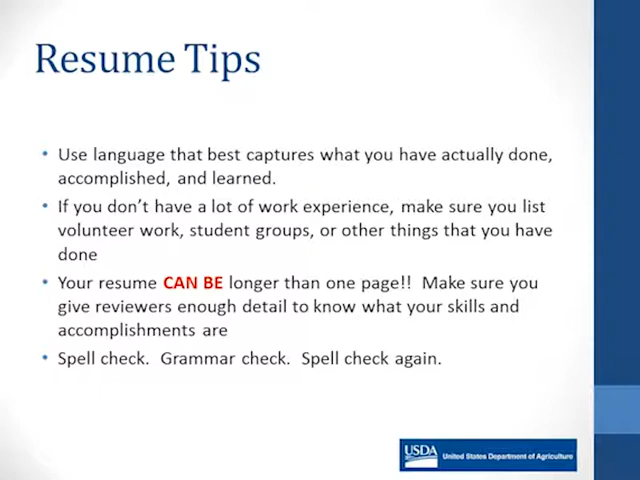 Resume Tips
• Use language that best captures what you have actually done,
accomplished, and learned.
• If you don’t have a lot of work experience, make sure you list
volunteer work, student groups, or other things that you have
done
• Your resume CAN BE longer than one page!!  Make sure you
give reviewers enough detail to know what your skills and
accomplishments are
• Spell check.  Grammar check.  Spell check again.
USDA United States Department of Agriculture